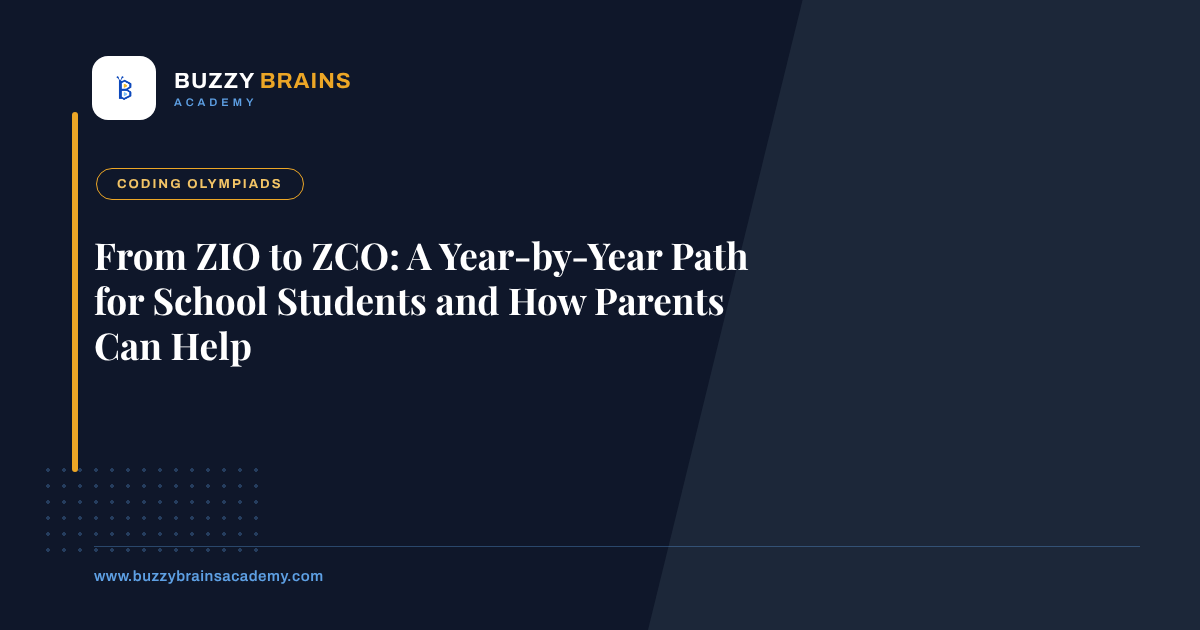 BUZZY BRAINS
ACADEMY
CODING OLYMPIADS
From ZIO to ZCO: A Year-by-Year Path
for School Students and How Parents
Can Help
www.buzzybrainsacademy.com